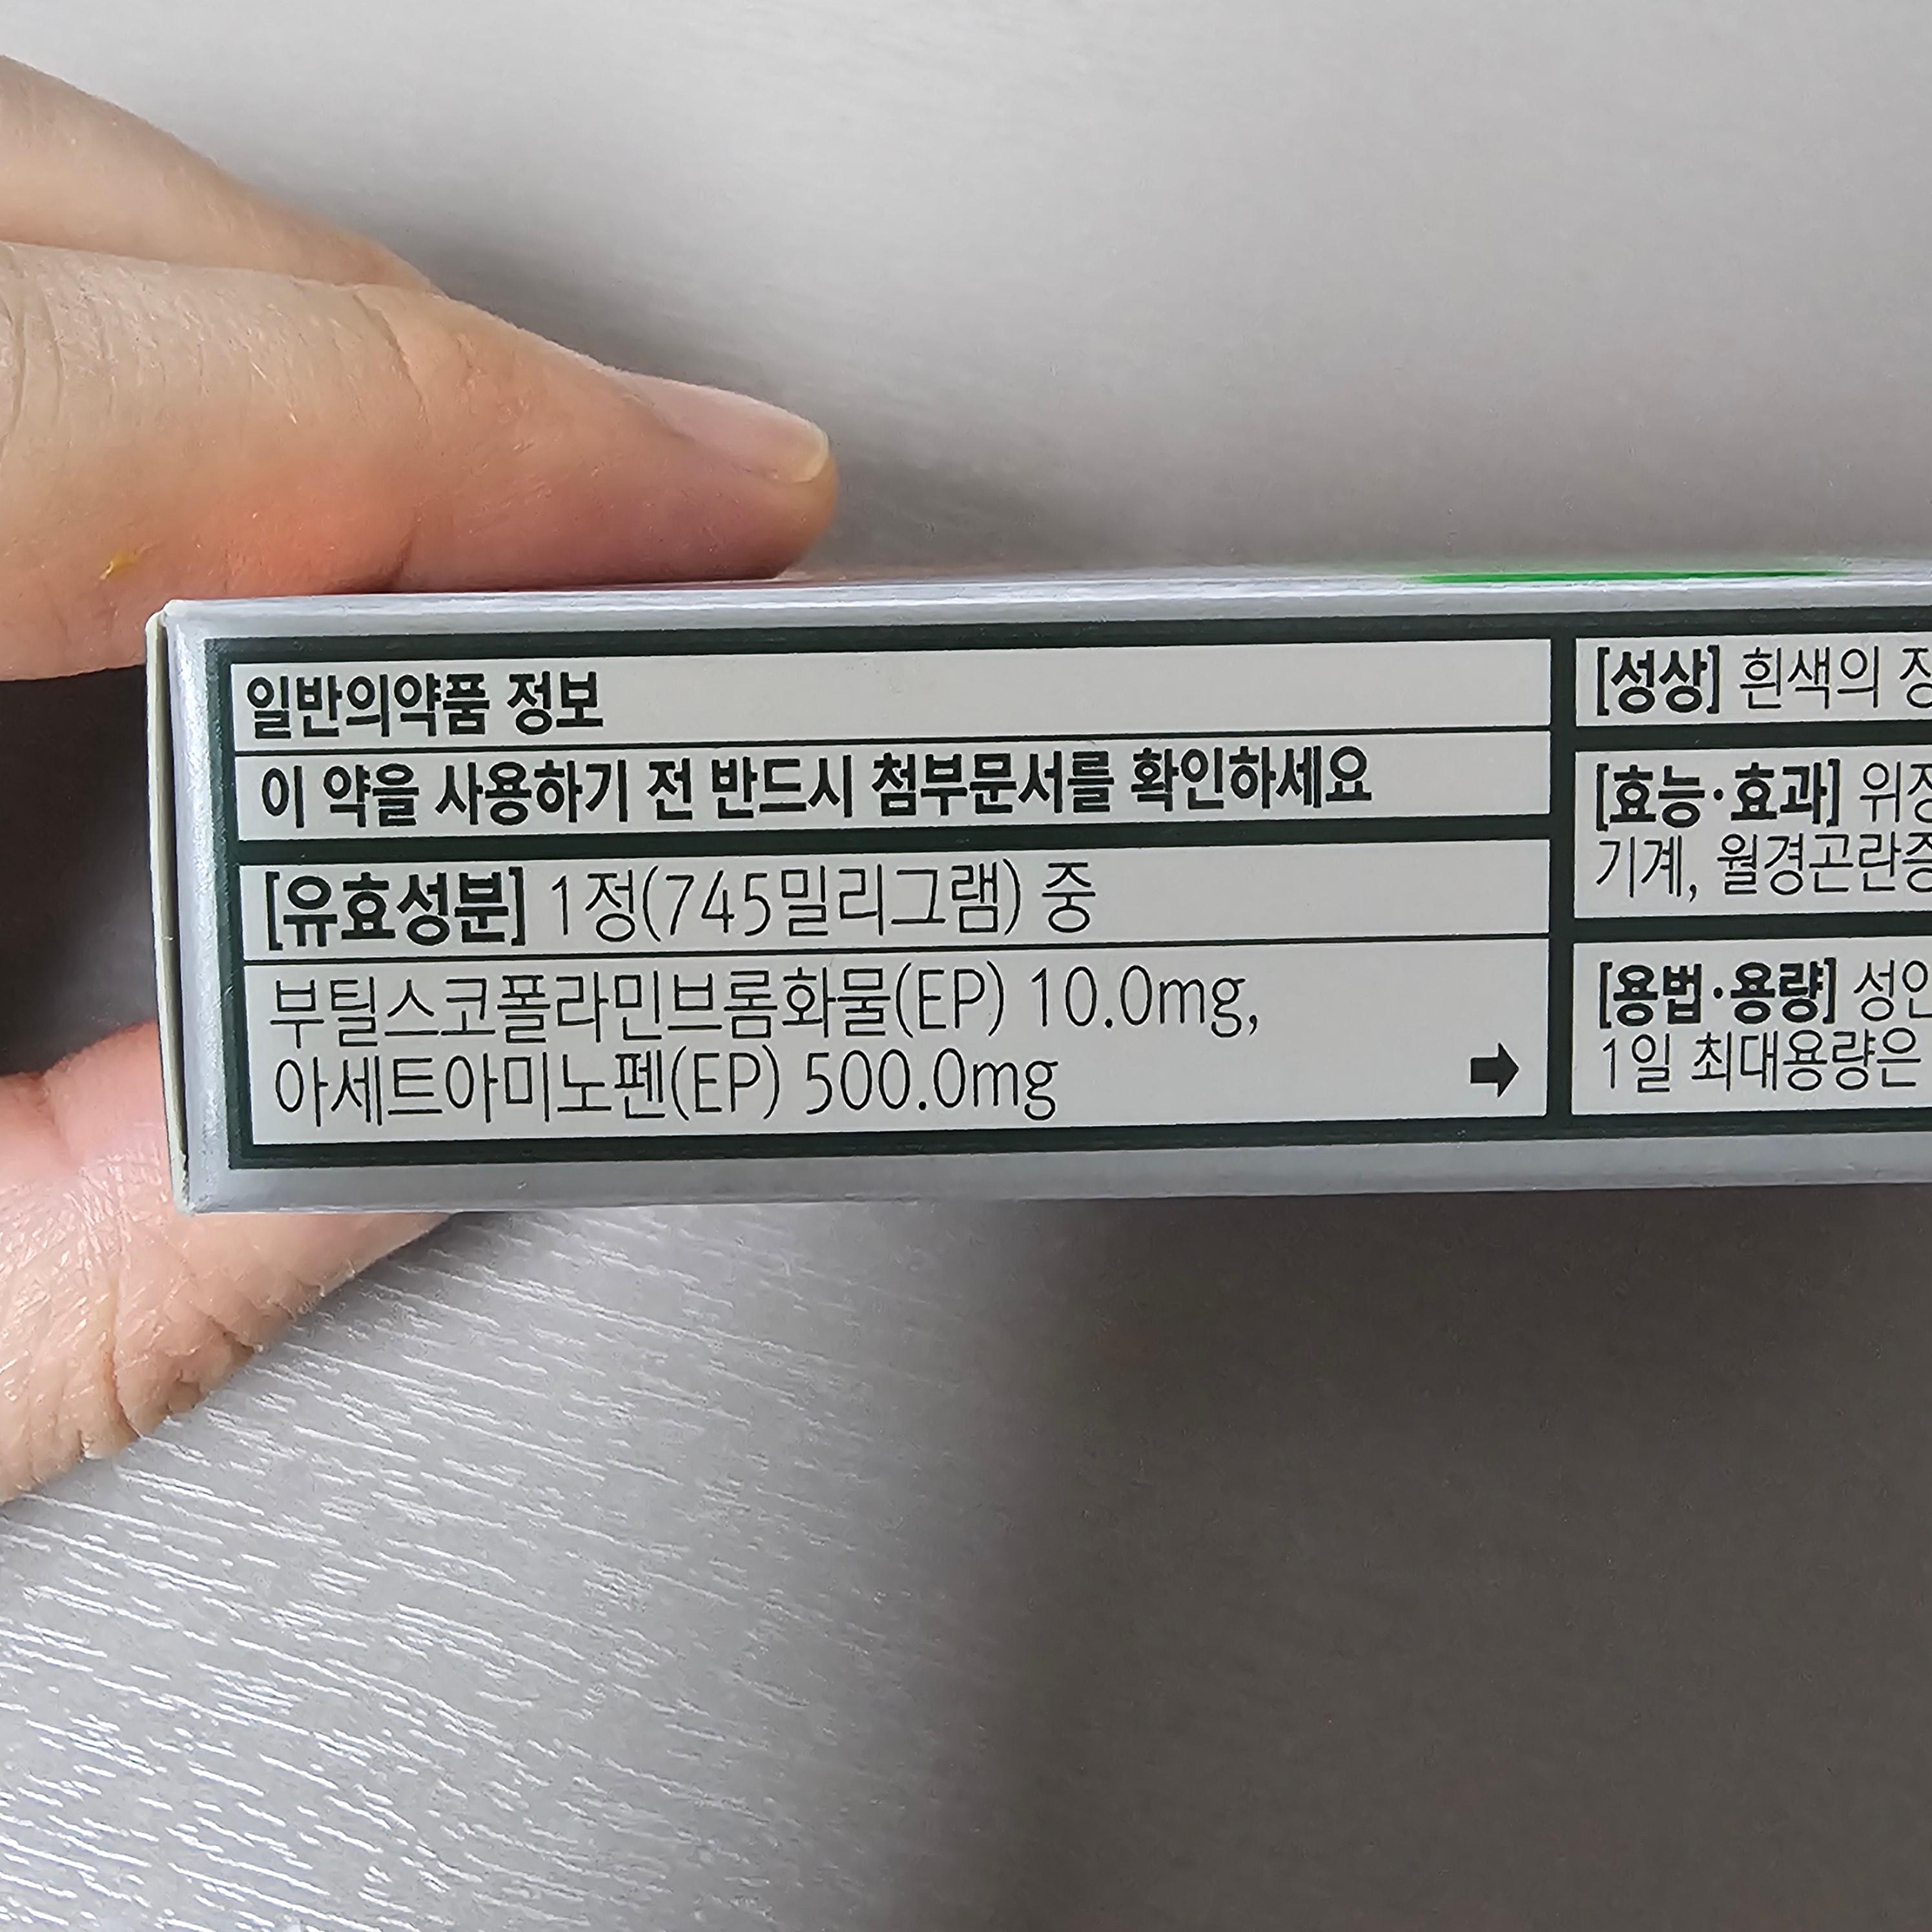 일반의약품 정보
이 약을 사용하기 전 반드시 첨부문서를 확인하세요
[유효성분] 1정(745밀리그램) 중
부틸스코폴라민브롬화물(EP) 10.0mg,
아세트아미노펜(EP) 500.0mg
[성상] 흰색의
[효능·효과]
기계, 월경곤란증
[용법·용량] 성인
1일 최대용량은